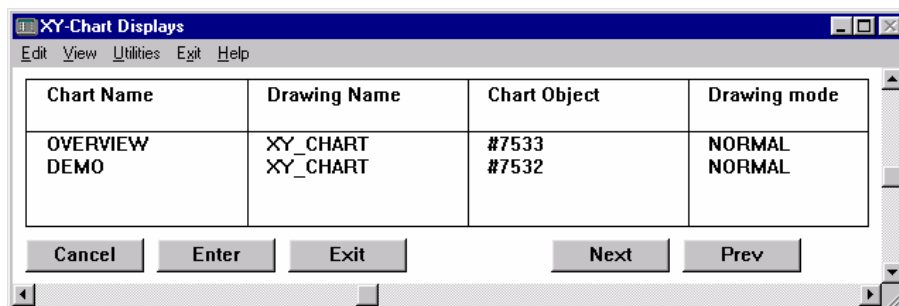 XY-Chart Displays
Edit View Utilities Exit Help
Chart Name Drawing Name Chart Object Drawing mode
OVERVIEW XY_CHART #7533 NORMAL
DEMO XY_CHART #7532 NORMAL
Cancel Enter Exit Next Prev